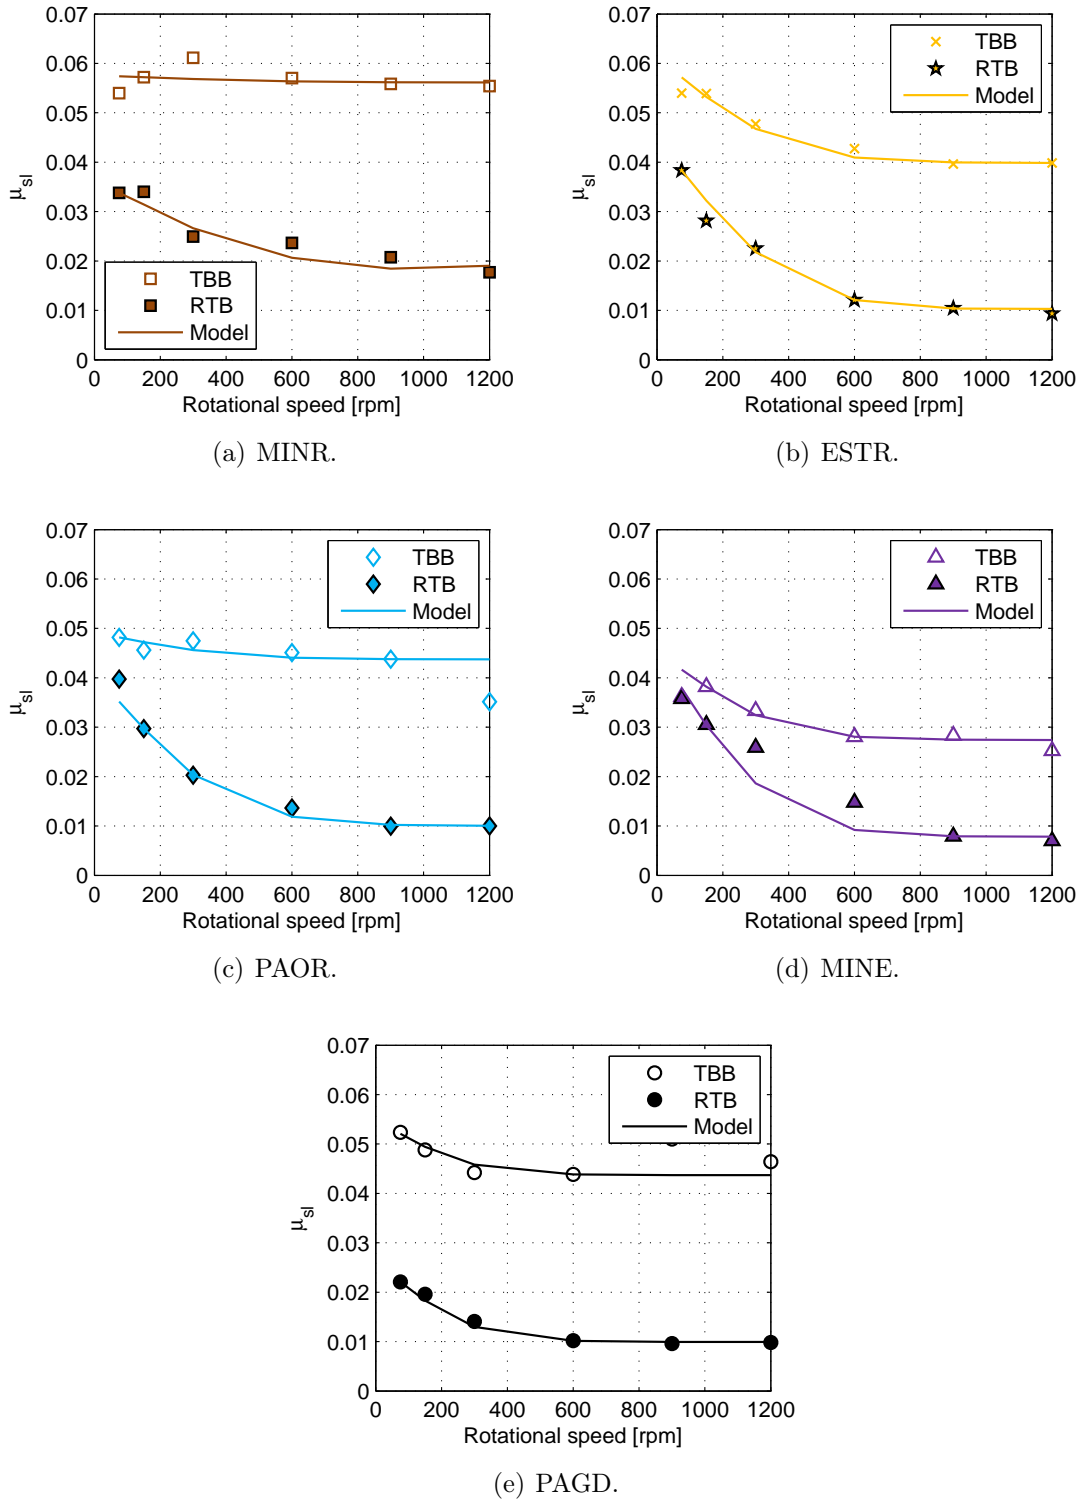 0.07
0.06
0.05
0.04
0.03
0.02
0.01
0
μsl
TBB
RTB
Model
0 200 400 600 800 1000 1200
Rotational speed [rpm]
(a) MINR.
0.07
0.06
0.05
0.04
0.03
0.02
0.01
0
μsl
TBB
RTB
Model
0 200 400 600 800 1000 1200
Rotational speed [rpm]
(b) ESTR.
0.07
0.06
0.05
0.04
0.03
0.02
0.01
0
μsl
TBB
RTB
Model
0 200 400 600 800 1000 1200
Rotational speed [rpm]
(c) PAOR.
0.07
0.06
0.05
0.04
0.03
0.02
0.01
0
μsl
TBB
RTB
Model
0 200 400 600 800 1000 1200
Rotational speed [rpm]
(d) MINE.
0.07
0.06
0.05
0.04
0.03
0.02
0.01
0
μsl
TBB
RTB
Model
0 200 400 600 800 1000 1200
Rotational speed [rpm]
(e) PAGD.